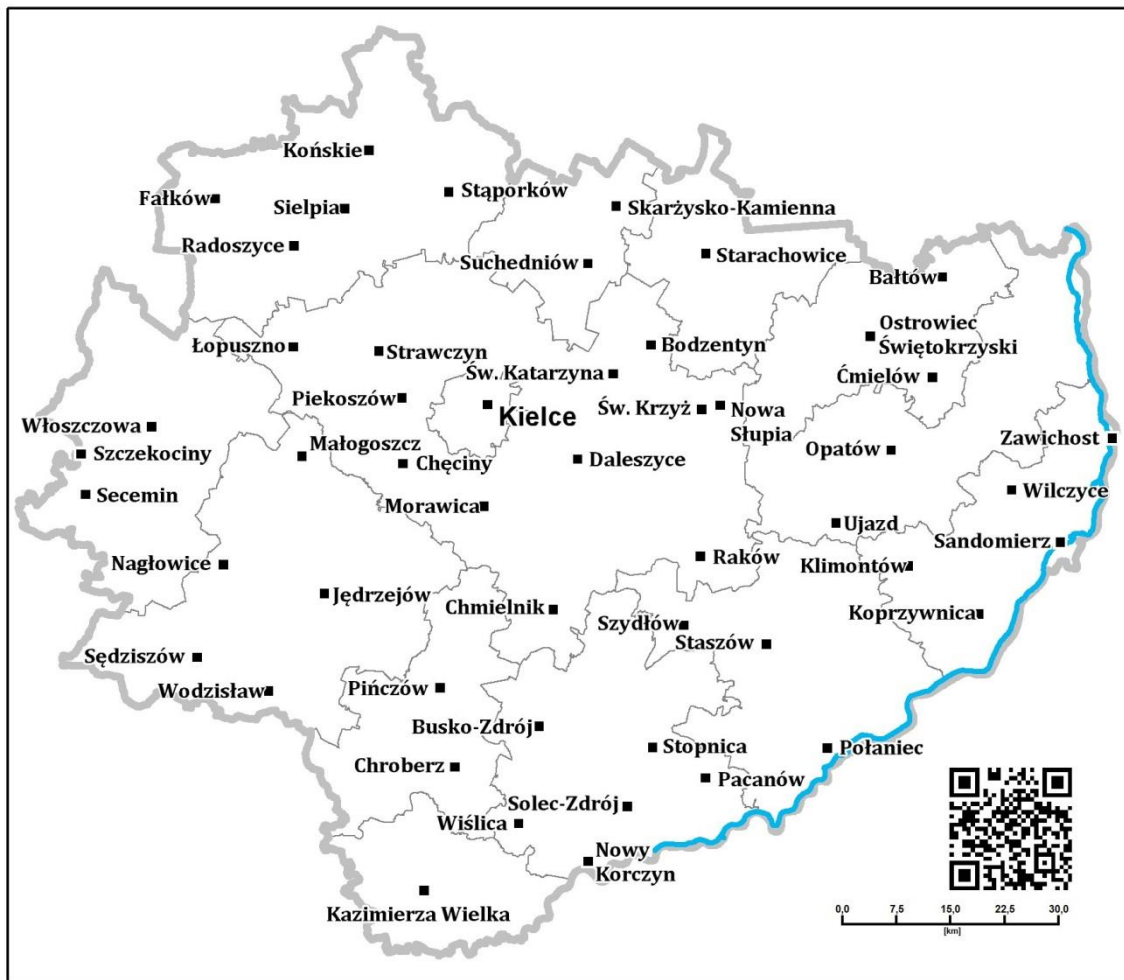 Końskie
Stąporków
Fałków
Sielpia
Skarżysko-Kamienna
Radoszyce
Starachowice
Suchedniów
Bałtów
Łopuszno
Strawczyn
Bodzentyn
Ostrowiec
Świętokrzyski
Św. Katarzyna
Ćmielów
Piekoszów
Kielce
Św. Krzyż
Nowa
Słupia
Włoszczowa
Małogoszcz
Zawichost
Szczekociny
Chęciny
Daleszyce
Opatów
Secemin
Morawica
Wilczyce
Ujazd
Sandomierz
Nagłowice
Raków
Klimontów
Jędrzejów
Chmielnik
Szydłów
Koprzywnica
Staszów
Sędziszów
Wodzisław
Pińczów
Busko-Zdrój
Stopnica
Połaniec
Chroberz
Pacanów
Solec-Zdrój
Wiślica
Nowy
Korczyn
Kazimierza Wielka
0,0 7,5 15,0 22,5 30,0
[km]